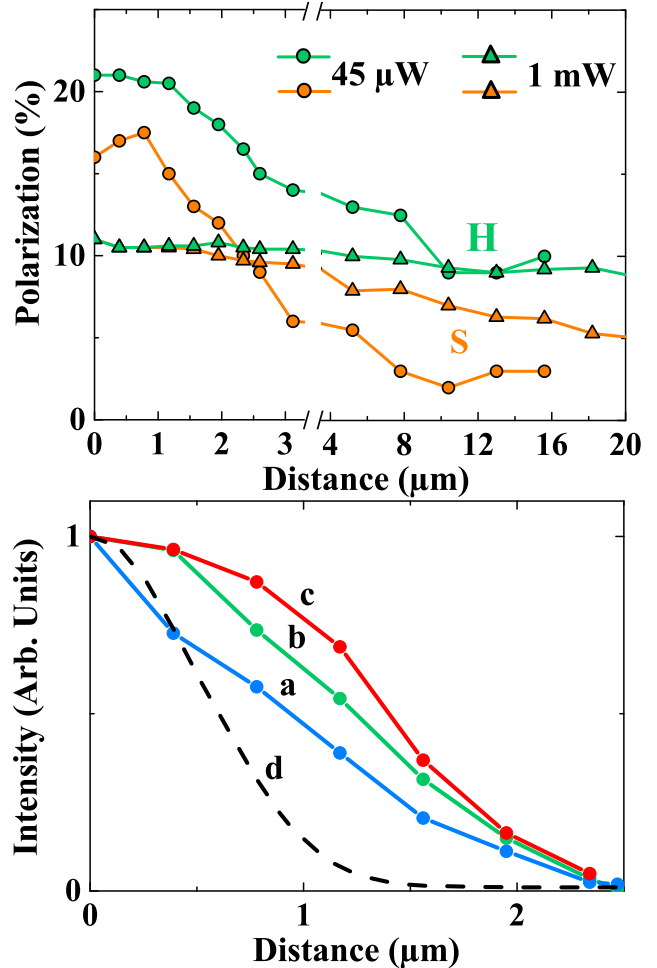 45 µW 1 mW
20
Polarization (%)
H
10
S
0
0 1 2 3 4 8 12 16 20
Distance (µm)
1
c
b
a
Intensity (Arb. Units)
d
0
0 1 2
Distance (µm)